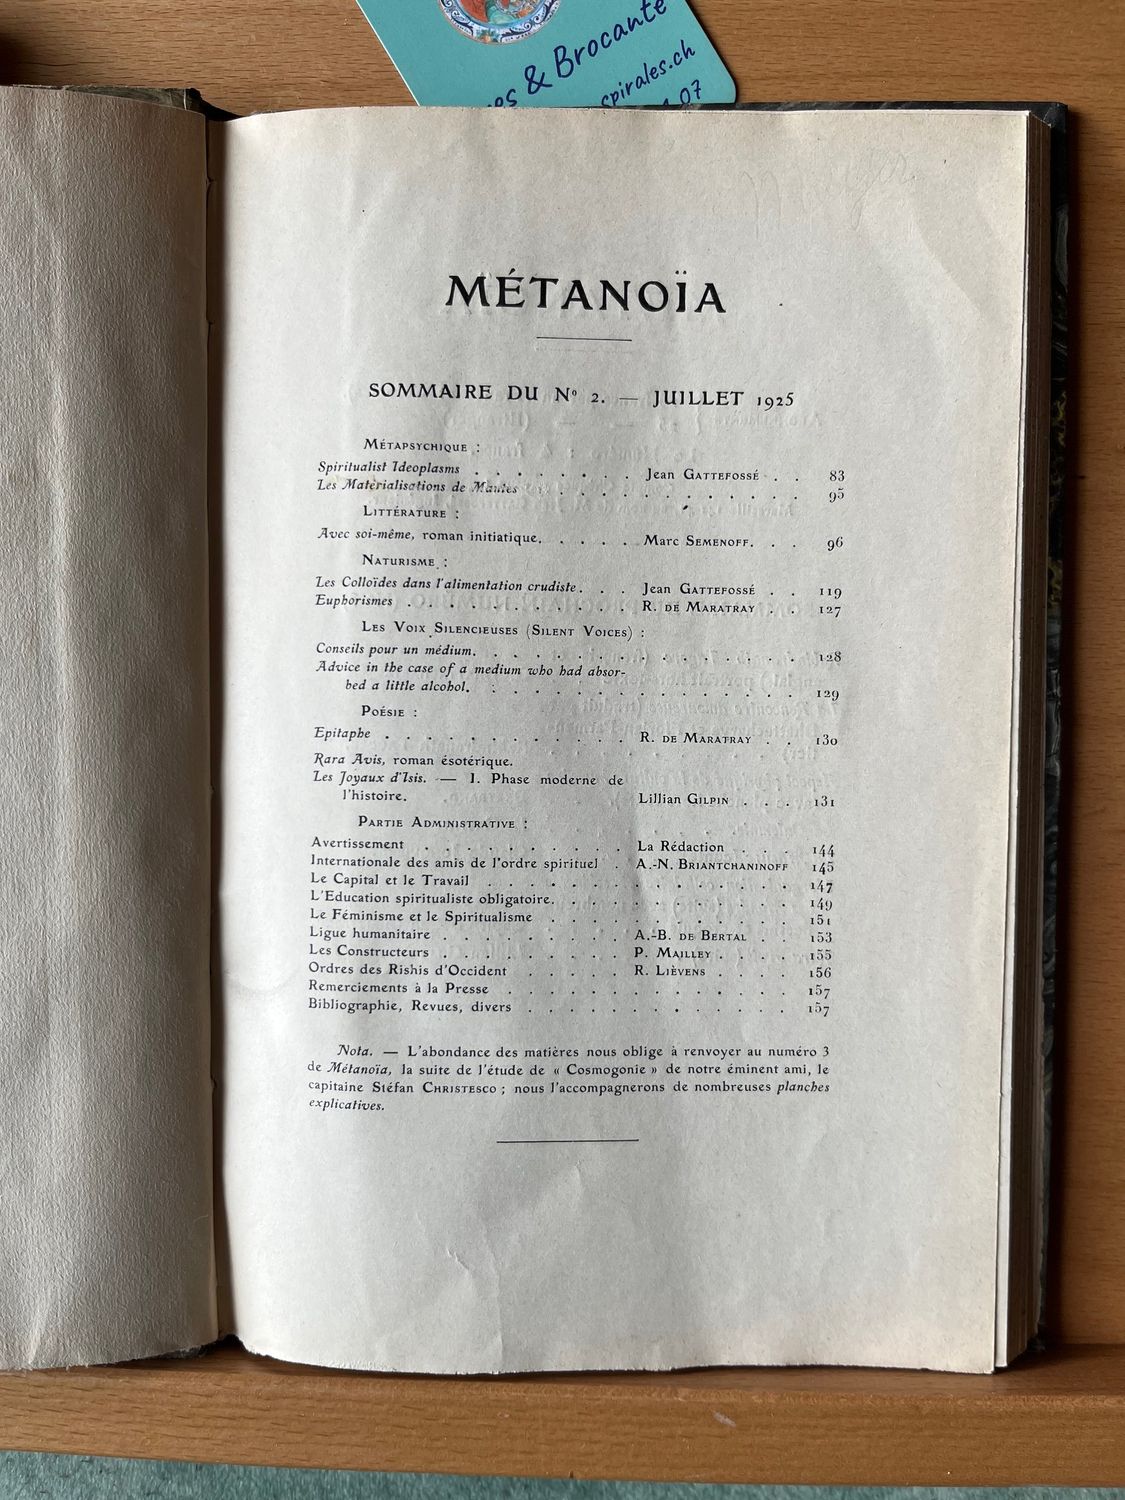 & Brocante
spirales.ch
07
MÉTANOÏA
SOMMAIRE DU Nº 2. — JUILLET 1925
MÉTAPSYCHIQUE :
Spiritualist Ideoplasms . . . . . . . Jean GATTEFOSSÉ . . 83
Les Matérialisations de Mantes . . . . . . . . . . . . 95
LITTÉRATURE :
Avec soi-même, roman initiatique. . . . . Marc SEMENOFF. . . 96
NATURISME :
Les Colloïdes dans l'alimentation crudiste . . . Jean GATTEFOSSÉ . . 119
Euphorismes . . . . . . . . . . R. DE MARATRAY . . 127
LES VOIX SILENCIEUSES (SILENT VOICES) :
Conseils pour un médium. . . . . . . . . . . . . . 128
Advice in the case of a medium who had absor-
bed a little alcohol. . . . . . . . . . . . . . 129
POÉSIE :
Epitaphe . . . . . . . . . . . R. DE MARATRAY . . 130
Rara Avis, roman ésotérique.
Les Joyaux d'Isis. — I. Phase moderne de
l'histoire. Lillian GILPIN . . . 131
PARTIE ADMINISTRATIVE :
Avertissement . . . . . . . . . . La Rédaction . . . 144
Internationale des amis de l'ordre spirituel . A.-N. BRIANTCHANINOFF 145
Le Capital et le Travail . . . . . . . . . . . . . . 147
L'Education spiritualiste obligatoire. . . . . . . . . . . . 149
Le Féminisme et le Spiritualisme . . . . . . . . . . . . 151
Ligue humanitaire . . . . . . . . . A.-B. DE BERTAL . . 153
Les Constructeurs . . . . . . . . . P. MAILLEY . . . . 155
Ordres des Rishis d'Occident . . . . . R. LIÈVENS . . . . 156
Remerciements à la Presse . . . . . . . . . . . . . 157
Bibliographie, Revues, divers . . . . . . . . . . . . 157
Nota. — L'abondance des matières nous oblige à renvoyer au numéro 3
de Métanoïa, la suite de l'étude de « Cosmogonie » de notre éminent ami, le
capitaine Stéfan CHRISTESCO ; nous l'accompagnerons de nombreuses planches
explicatives.